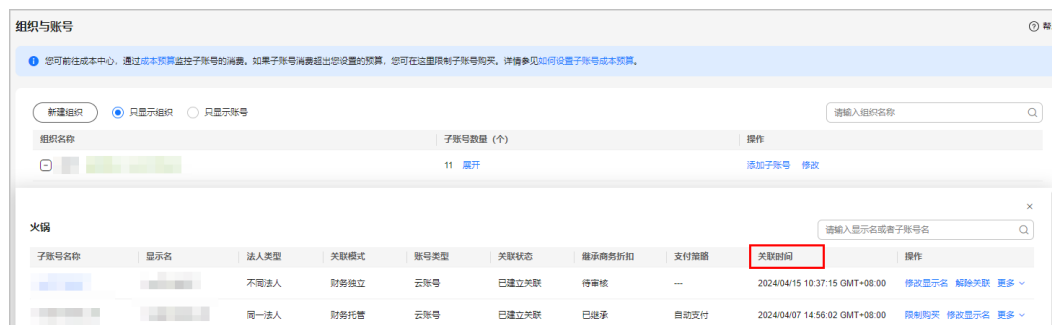 组织与账号 帮
您可前往成本中心，通过成本预算监控子账号的消费。如果子账号消费超出您设置的预算，您可在这里限制子账号购买。详情参见如何设置子账号成本预算。
新建组织 只显示组织 只显示账号 请输入组织名称
组织名称 子账号数量（个） 操作
11 展开 添加子账号 修改
火锅 请输入显示名或者子账号名
子账号名称 显示名 法人类型 关联模式 账号类型 关联状态 继承商务折扣 支付策略 关联时间 操作
不同法人 财务独立 云账号 已建立关联 待审核 --- 2024/04/15 10:37:15 GMT+08:00 修改显示名 解除关联 更多
同一法人 财务托管 云账号 已建立关联 已继承 自动支付 2024/04/07 14:56:02 GMT+08:00 限制购买 修改显示名 更多